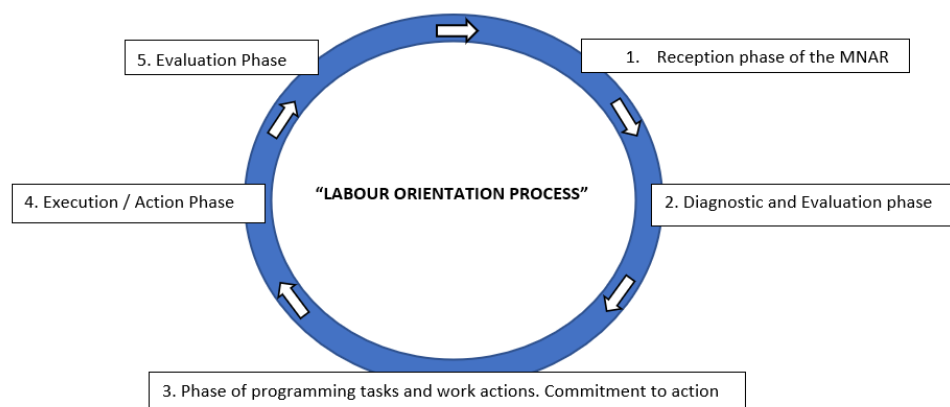 5. Evaluation Phase
1. Reception phase of the MNAR
“LABOUR ORIENTATION PROCESS”
4. Execution / Action Phase
2. Diagnostic and Evaluation phase
3. Phase of programming tasks and work actions. Commitment to action